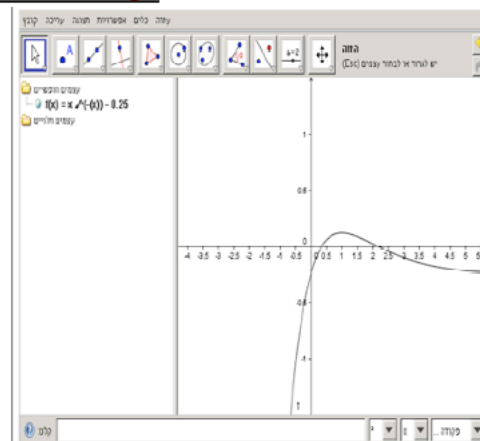 קובץ עריכה תצוגה אפשרויות כלים עזרה
הזזה
יש לגרור או לבחור עצמים (Esc)
a=2
A
עצמים חופשיים
f(x) = x ℯ^(-(x)) - 0.25
עצמים תלויים
1
0.5
0
-4 -3.5 -3 -2.5 -2 -1.5 -1 -0.5 0 0.5 1 1.5 2 2.5 3 3.5 4 4.5 5
-0.5
-1
f
קלט:
פקודה ...